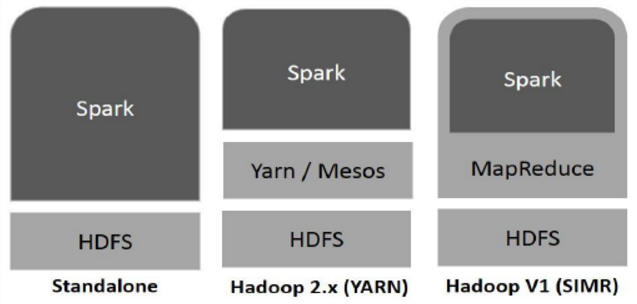 Spark
HDFS
Standalone
Spark
Yarn / Mesos
HDFS
Hadoop 2.x (YARN)
Spark
MapReduce
HDFS
Hadoop V1 (SIMR)